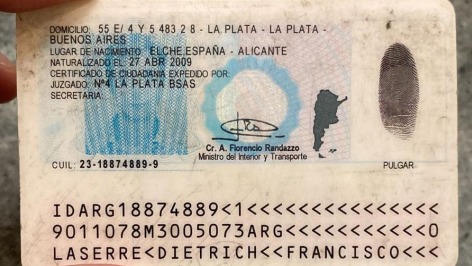 DOMICILIO: 55 E/ 4 Y 5 483 2 8 - LA PLATA - LA PLATA -
BUENOS AIRES
LUGAR DE NACIMIENTO: ELCHE,ESPAÑA - ALICANTE
NATURALIZADO EL: 27 ABR 2009
CERTIFICADO DE CIUDADANIA EXPEDIDO POR:
JUZGADO: Nº4 LA PLATA BSAS
SECRETARIA:
Cr. A. Florencio Randazzo
Ministro del Interior y Transporte
CUIL: 23-18874889-9
PULGAR
IDARG18874889<1<<<<<<<<<<<<<<<
9011078M3005073ARG<<<<<<<<<<<0
LASERRE<DIETRICH<<FRANCISCO<<<